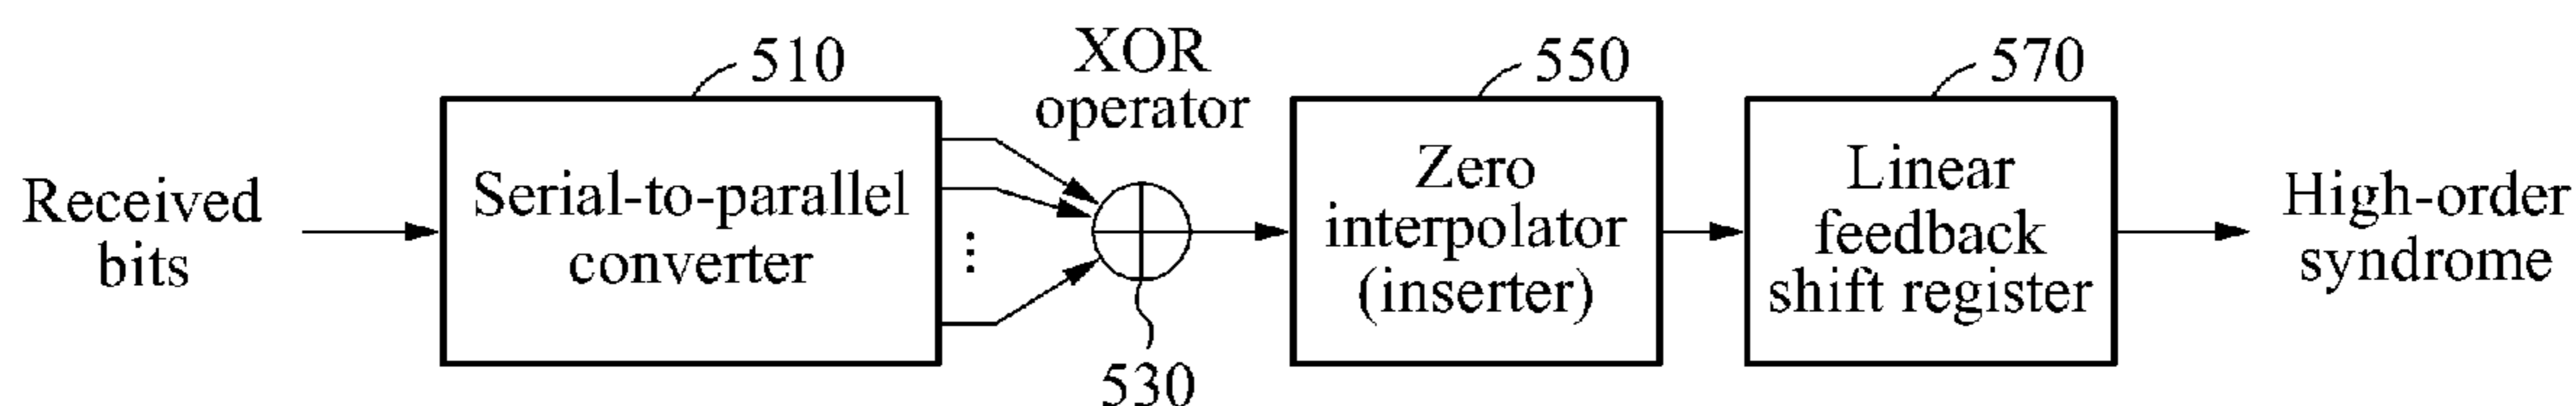 510
XOR
operator
550
570
Received
bits
Serial-to-parallel
converter
Zero
interpolator
(inserter)
Linear
feedback
shift register
High-order
syndrome
530